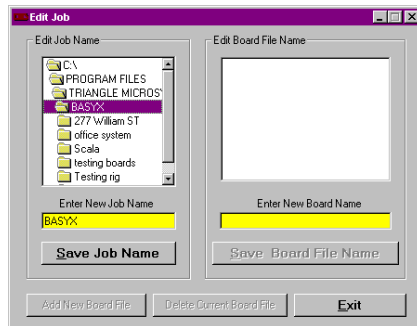 Edit Job
Edit Job Name
C:\
PROGRAM FILES
TRIANGLE MICROSY
BASYX
277 William ST
office system
Scala
testing boards
Testing rig
Enter New Job Name
BASYX
Save Job Name
Edit Board File Name
Enter New Board Name
Save Board File Name
Add New Board File
Delete Current Board File
Exit